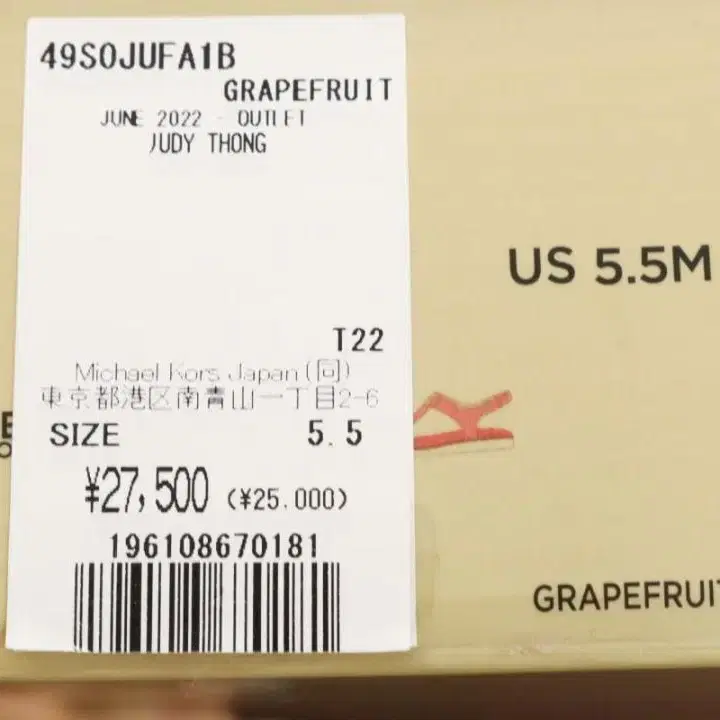 49S0JUFA1B
GRAPEFRUIT
JUNE 2022 - OUTLET
JUDY THONG
T22
Michael Kors Japan(同)
東京都港区南青山一丁目2-6
SIZE 5.5
¥27,500 (¥25.000)
196108670181
US 5.5M
GRAPEFRUIT